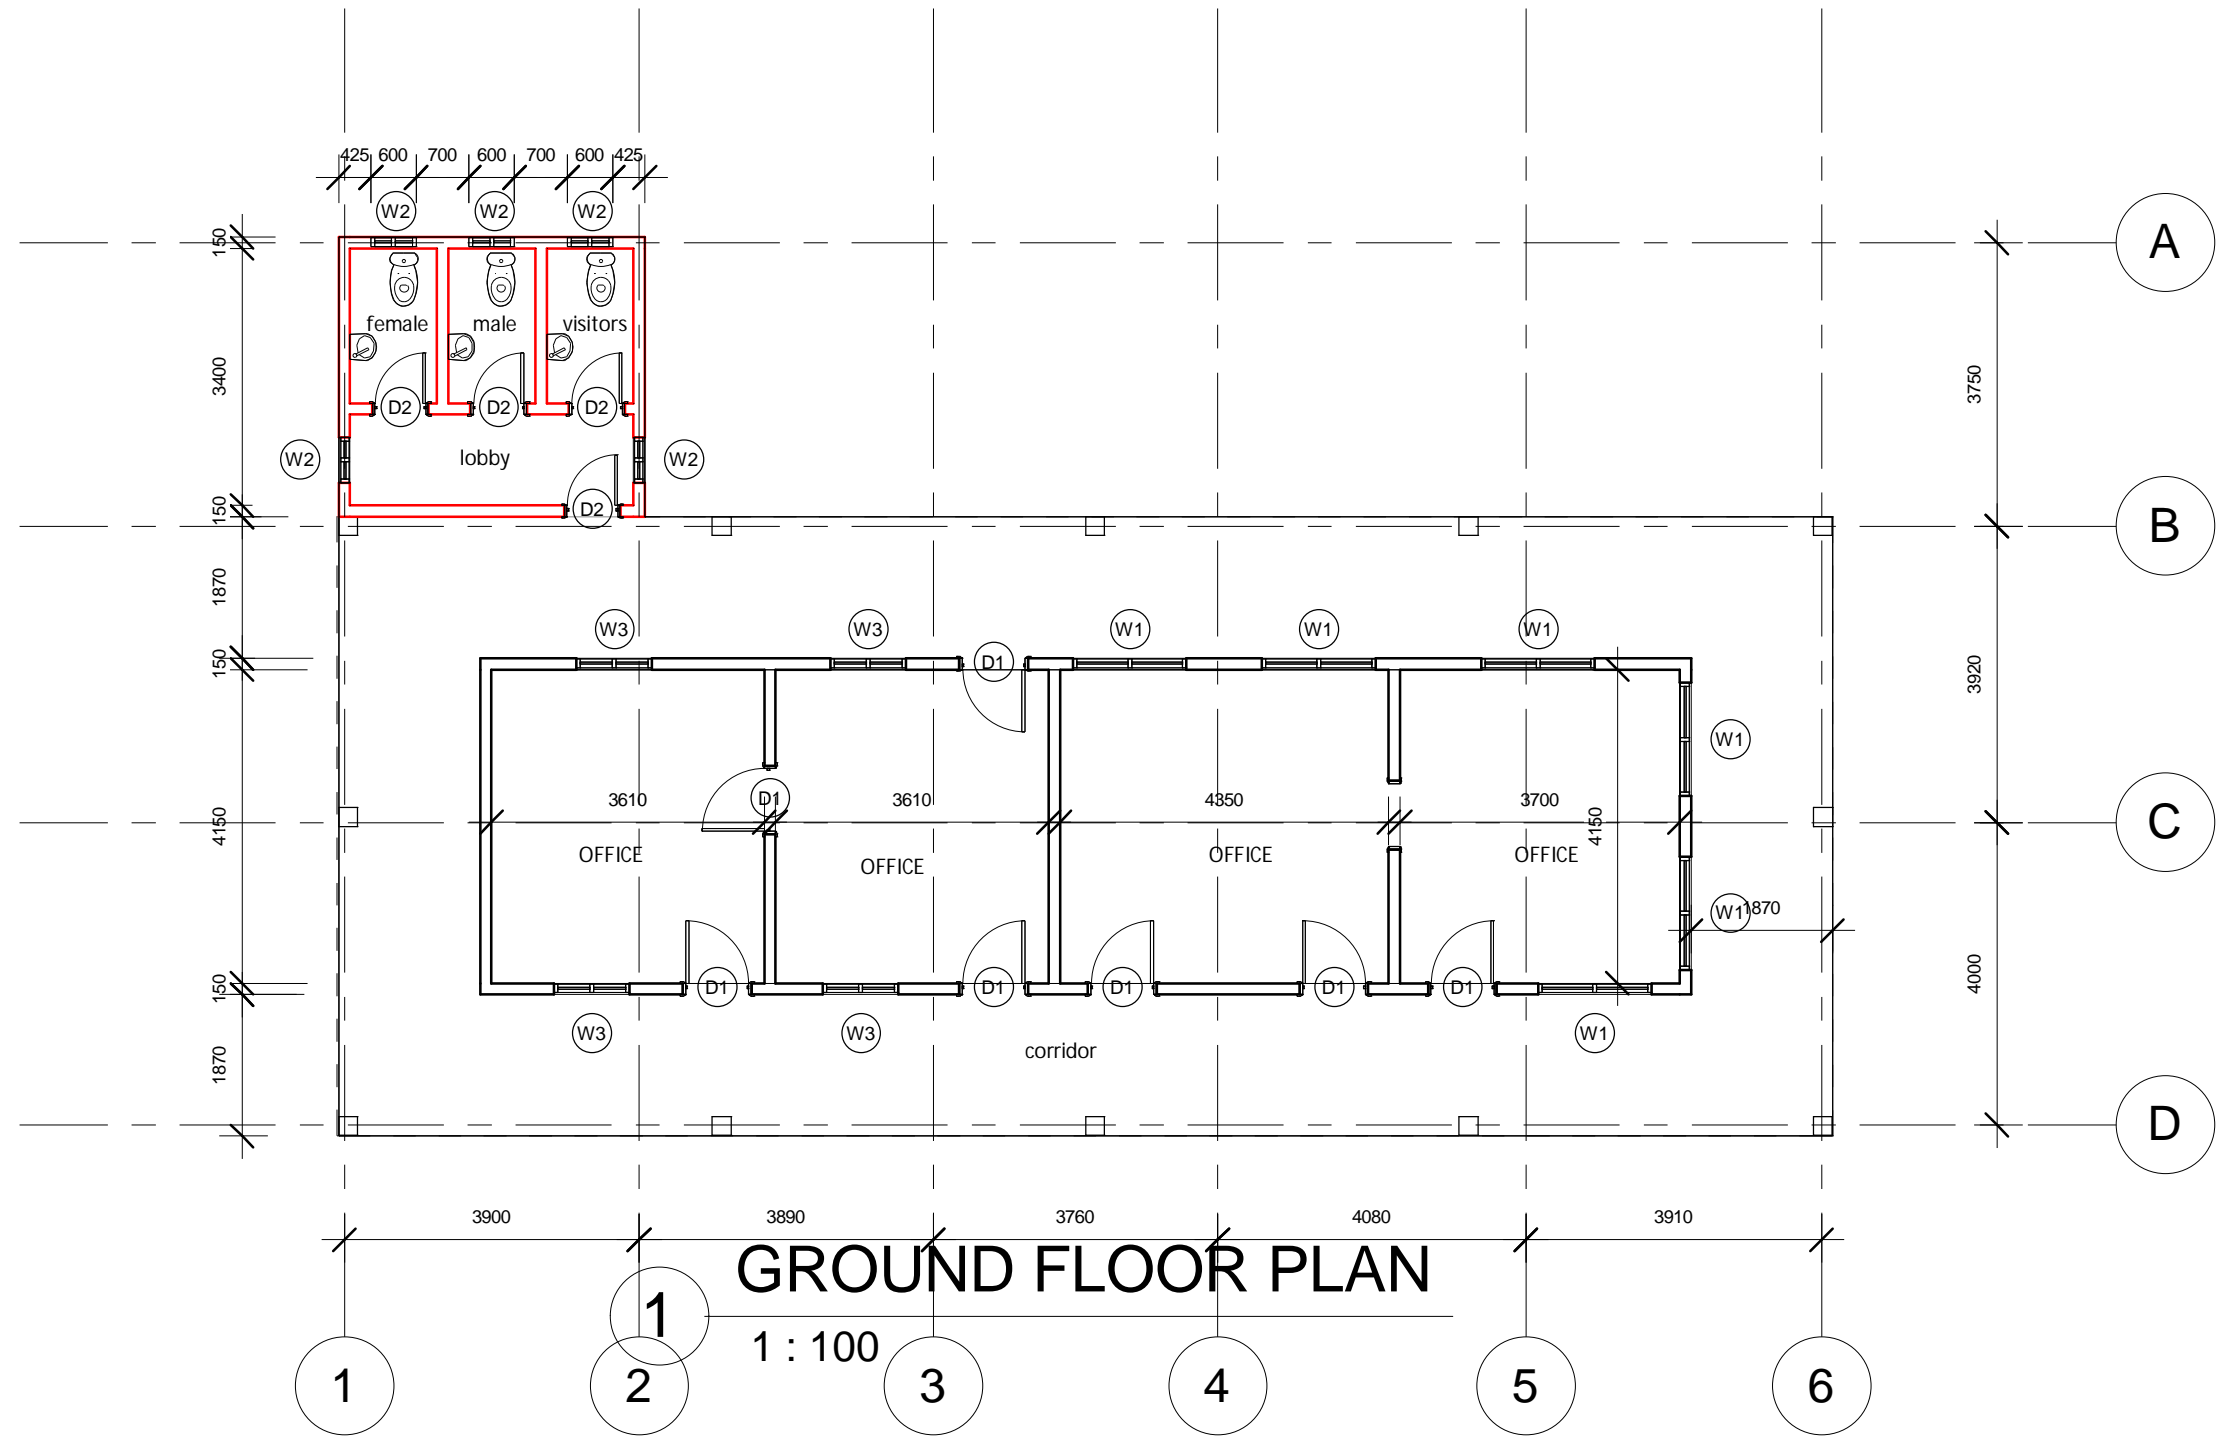 425 600 700 600 700 600 425
W2 W2 W2
A
150
3400
150
1870
150
4150
150
1870
female male visitors
D2 D2 D2
W2 lobby W2
D2
3750
B
W3 W3 D1 W1 W1 W1
3920
W1
3610 D1 3610 4350 3700
4150
C
OFFICE OFFICE OFFICE OFFICE
W1 1870
D1 D1 D1 D1 D1
4000
W3 W3 W1
corridor
D
3900 3890 3760 4080 3910
GROUND FLOOR PLAN
1
1 : 100
1 2 3 4 5 6